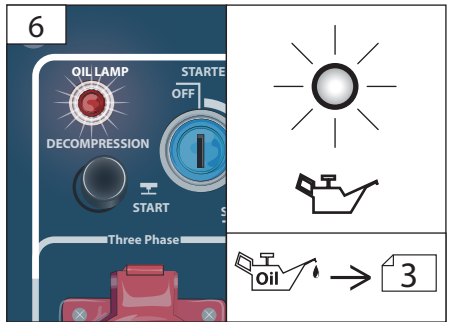 6
OIL LAMP
STARTE
OFF
DECOMPRESSION
START
S
Three Phase
Oil
3